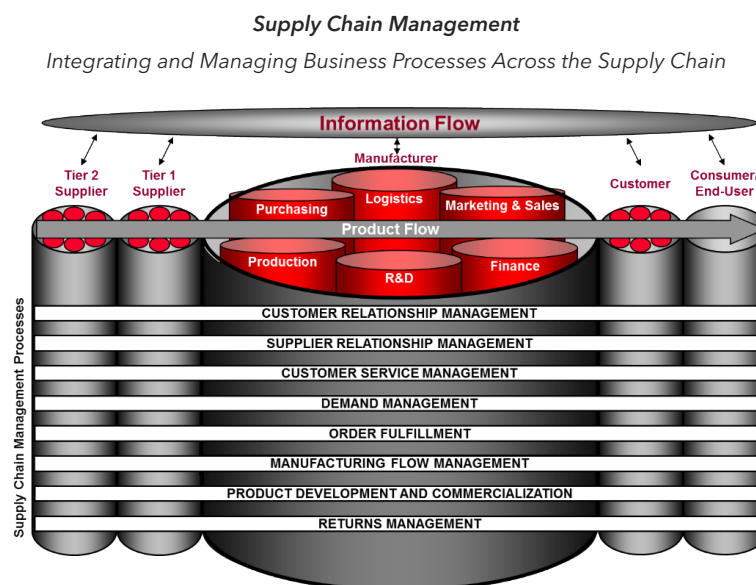 Supply Chain Management
Integrating and Managing Business Processes Across the Supply Chain
Information Flow
Tier 2
Supplier
Tier 1
Supplier
Manufacturer
Customer
Consumer/
End-User
Purchasing
Logistics
Marketing & Sales
Product Flow
Production
R&D
Finance
Supply Chain Management Processes
CUSTOMER RELATIONSHIP MANAGEMENT
SUPPLIER RELATIONSHIP MANAGEMENT
CUSTOMER SERVICE MANAGEMENT
DEMAND MANAGEMENT
ORDER FULFILLMENT
MANUFACTURING FLOW MANAGEMENT
PRODUCT DEVELOPMENT AND COMMERCIALIZATION
RETURNS MANAGEMENT